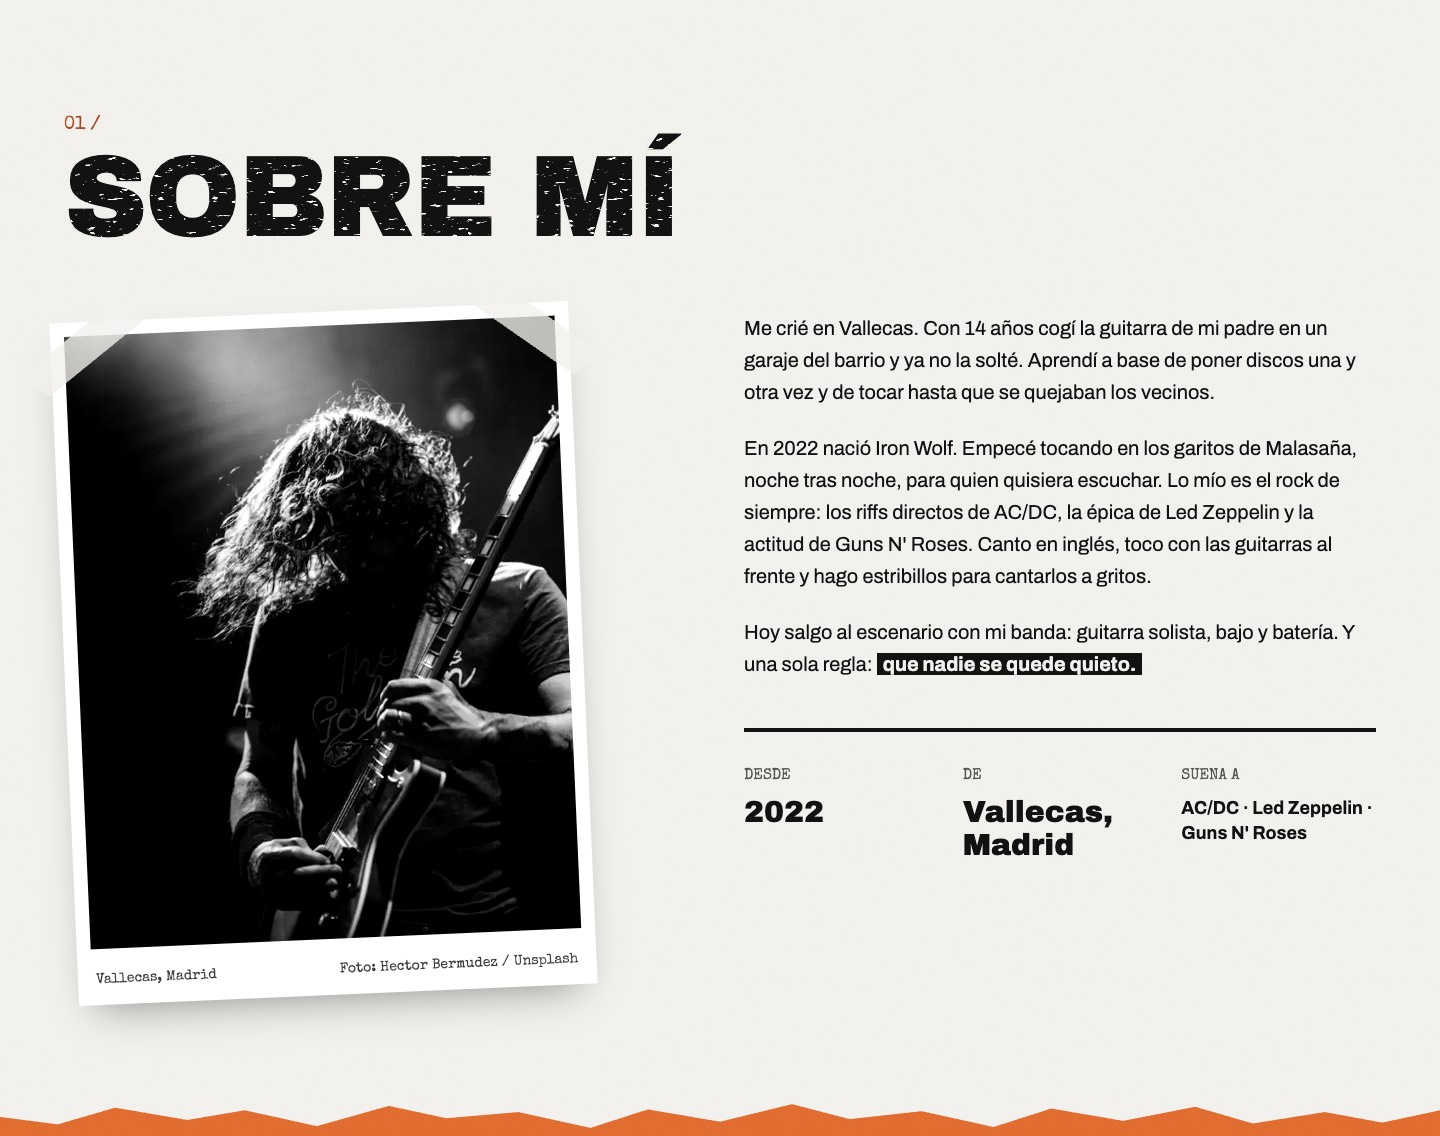 01 /
SOBRE MÍ
Me crié en Vallecas. Con 14 años cogí la guitarra de mi padre en un
garaje del barrio y ya no la solté. Aprendí a base de poner discos una y
otra vez y de tocar hasta que se quejaban los vecinos.
En 2022 nació Iron Wolf. Empecé tocando en los garitos de Malasaña,
noche tras noche, para quien quisiera escuchar. Lo mío es el rock de
siempre: los riffs directos de AC/DC, la épica de Led Zeppelin y la
actitud de Guns N' Roses. Canto en inglés, toco con las guitarras al
frente y hago estribillos para cantarlos a gritos.
Hoy salgo al escenario con mi banda: guitarra solista, bajo y batería. Y
una sola regla: que nadie se quede quieto.
DESDE
2022
DE
Vallecas,
Madrid
SUENA A
AC/DC · Led Zeppelin ·
Guns N' Roses
The
Vallecas, Madrid
Foto: Hector Bermudez / Unsplash